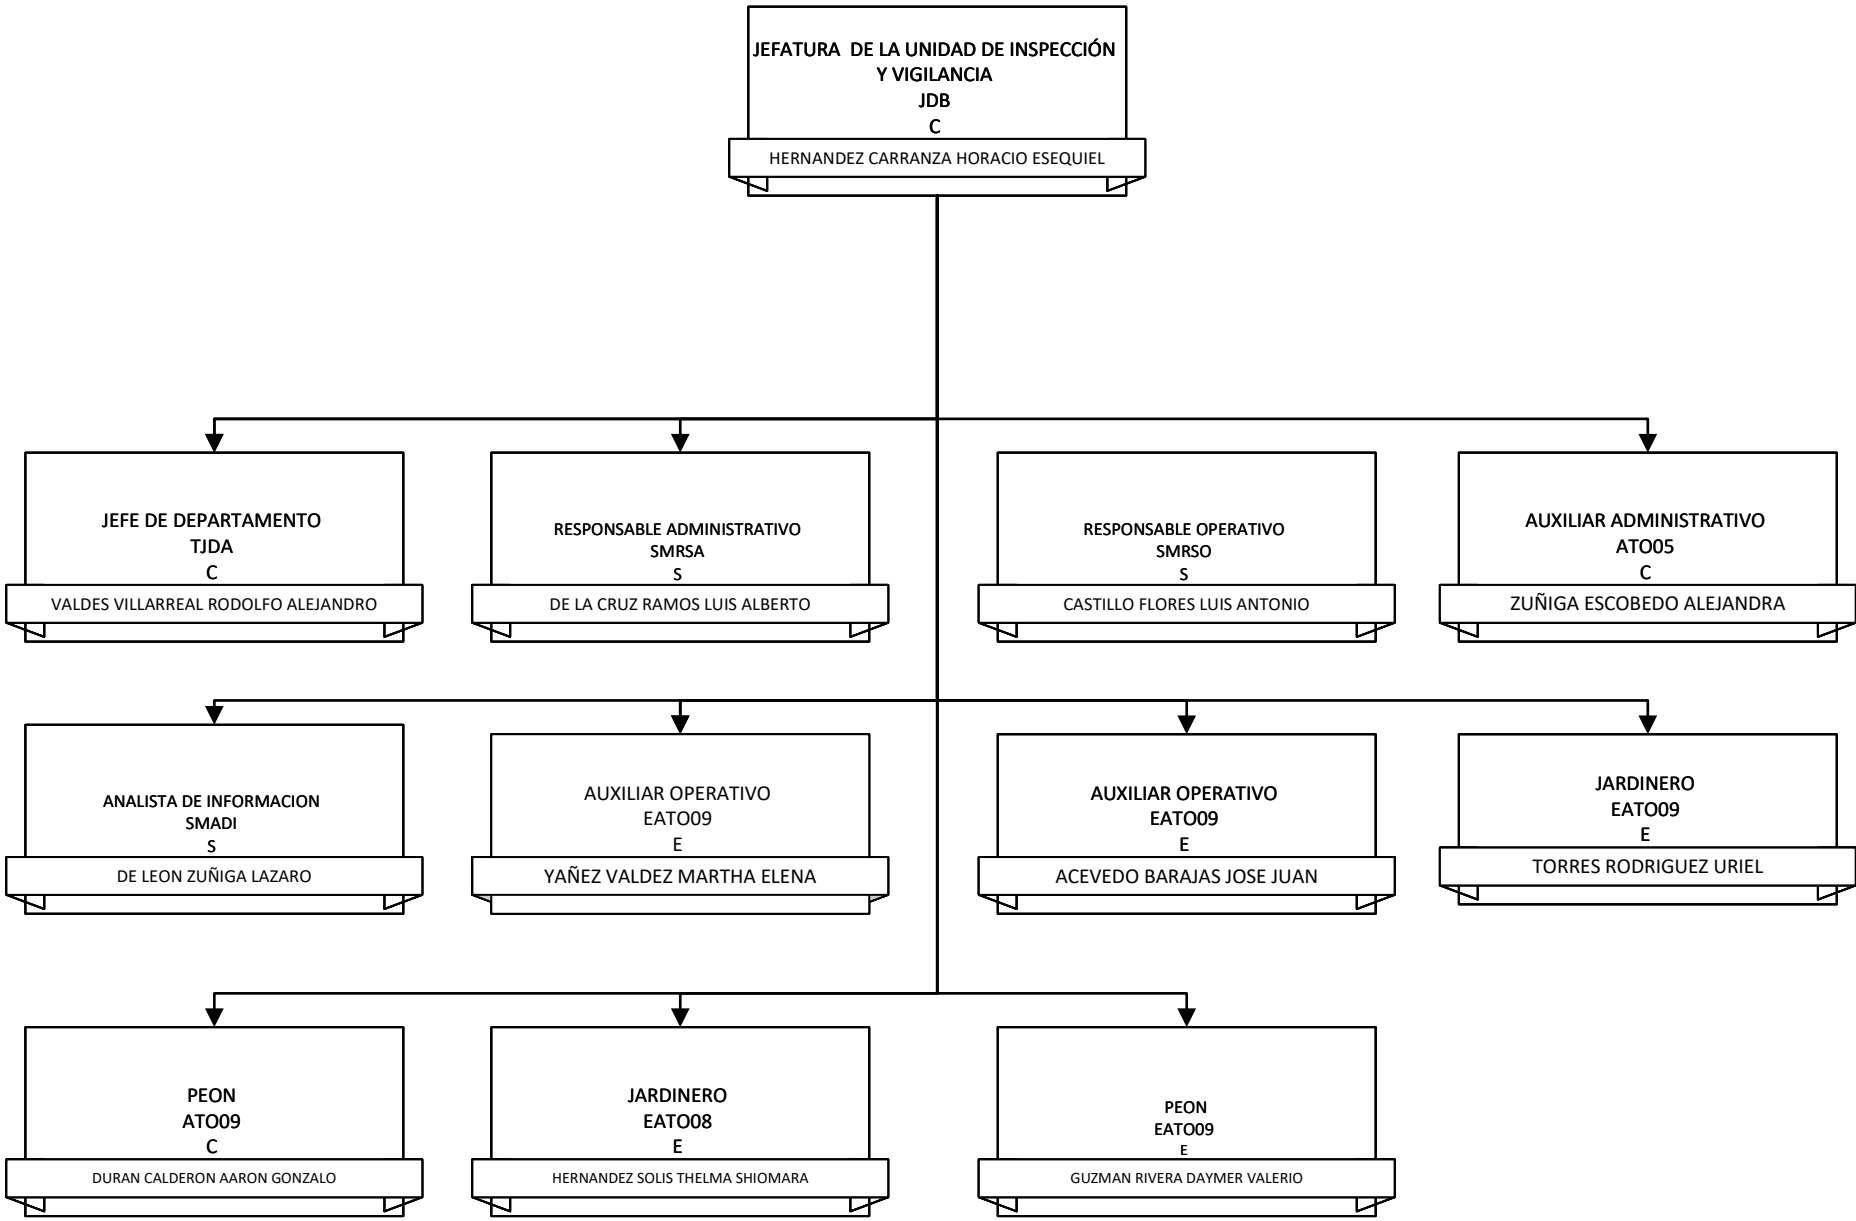 JEFATURA  DE LA UNIDAD DE INSPECCIÓN
Y VIGILANCIA
JDB
C
HERNANDEZ CARRANZA HORACIO ESEQUIEL
JEFE DE DEPARTAMENTO
TJDA
C
VALDES VILLARREAL RODOLFO ALEJANDRO
RESPONSABLE ADMINISTRATIVO
SMRSA
S
DE LA CRUZ RAMOS LUIS ALBERTO
RESPONSABLE OPERATIVO
SMRSO
S
CASTILLO FLORES LUIS ANTONIO
AUXILIAR ADMINISTRATIVO
ATO05
C
ZUÑIGA ESCOBEDO ALEJANDRA
ANALISTA DE INFORMACION
SMADI
S
DE LEON ZUÑIGA LAZARO
AUXILIAR OPERATIVO
EATO09
E
YAÑEZ VALDEZ MARTHA ELENA
AUXILIAR OPERATIVO
EATO09
E
ACEVEDO BARAJAS JOSE JUAN
JARDINERO
EATO09
E
TORRES RODRIGUEZ URIEL
PEON
ATO09
C
DURAN CALDERON AARON GONZALO
JARDINERO
EATO08
E
HERNANDEZ SOLIS THELMA SHIOMARA
PEON
EATO09
E
GUZMAN RIVERA DAYMER VALERIO